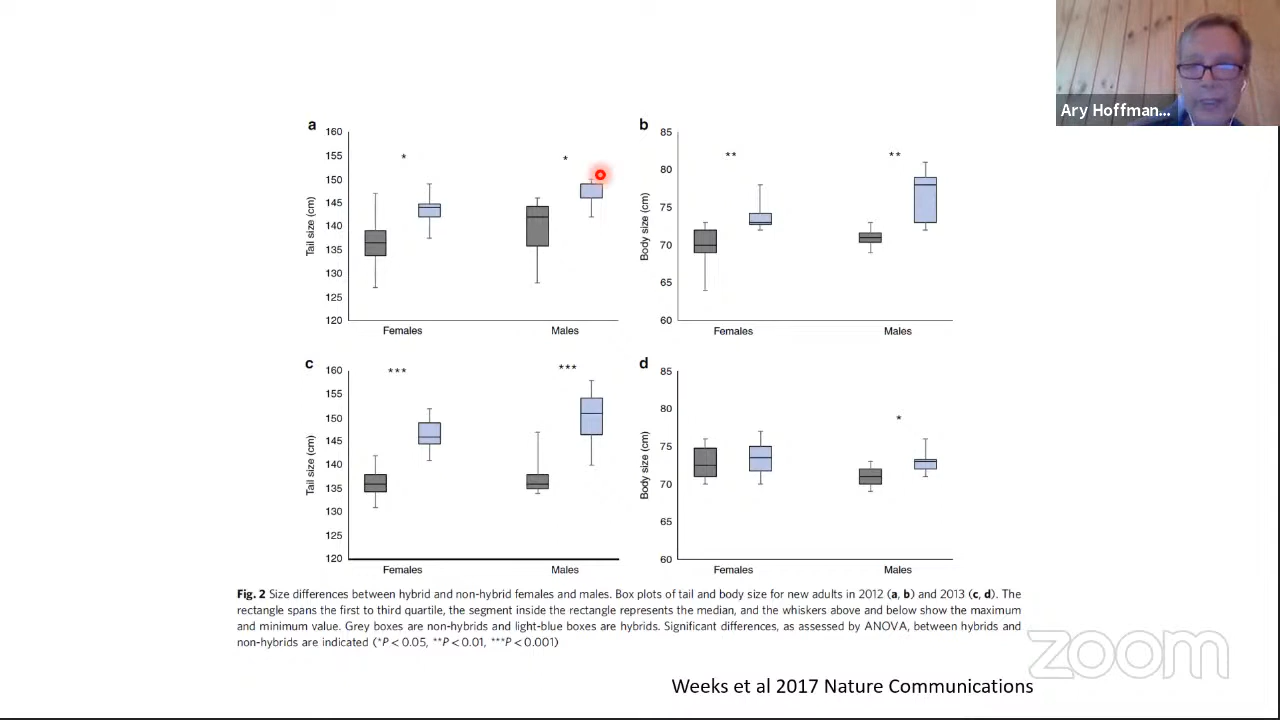 Ary Hoffman...
a
160
155
150
145
140
135
130
125
120
Tail size (cm)
*
*
Females
Males
b
85
80
75
70
65
60
Body size (cm)
**
**
Females
Males
c
160
155
150
145
140
135
130
125
120
Tail size (cm)
***
***
Females
Males
d
85
80
75
70
65
60
Body size (cm)
*
Females
Males
Fig. 2 Size differences between hybrid and non-hybrid females and males. Box plots of tail and body size for new adults in 2012 (a, b) and 2013 (c, d). The
rectangle spans the first to third quartile, the segment inside the rectangle represents the median, and the whiskers above and below show the maximum
and minimum value. Grey boxes are non-hybrids and light-blue boxes are hybrids. Significant differences, as assessed by ANOVA, between hybrids and
non-hybrids are indicated (*P < 0.05, **P < 0.01, ***P < 0.001)
zoom
Weeks et al 2017 Nature Communications